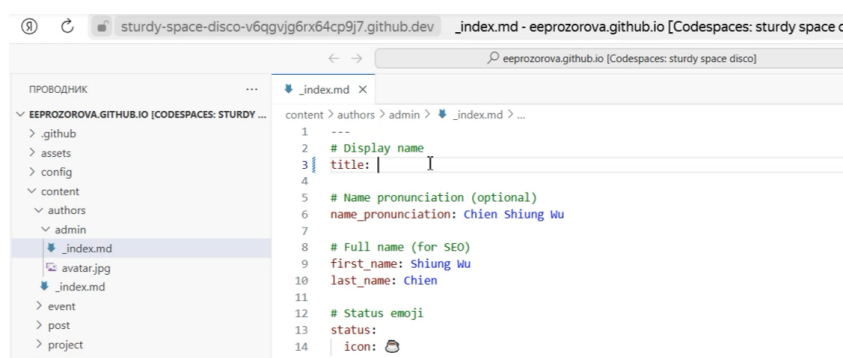 sturdy-space-disco-v6qgvjg6rx64cp9j7.github.dev _index.md - eeprozorova.github.io [Codespaces: sturdy space
eeprozorova.github.io [Codespaces: sturdy space disco]
ПРОВОДНИК ...
EEPROZOROVA.GITHUB.IO [CODESPACES: STURDY ...
.github
assets
config
content
authors
admin
_index.md
avatar.jpg
_index.md
event
post
project
_index.md
content > authors > admin > _index.md > ...
1 ---
2 # Display name
3 title:
4
5 # Name pronunciation (optional)
6 name_pronunciation: Chien Shiung Wu
7
8 # Full name (for SEO)
9 first_name: Shiung Wu
10 last_name: Chien
11
12 # Status emoji
13 status:
14 icon: ☕